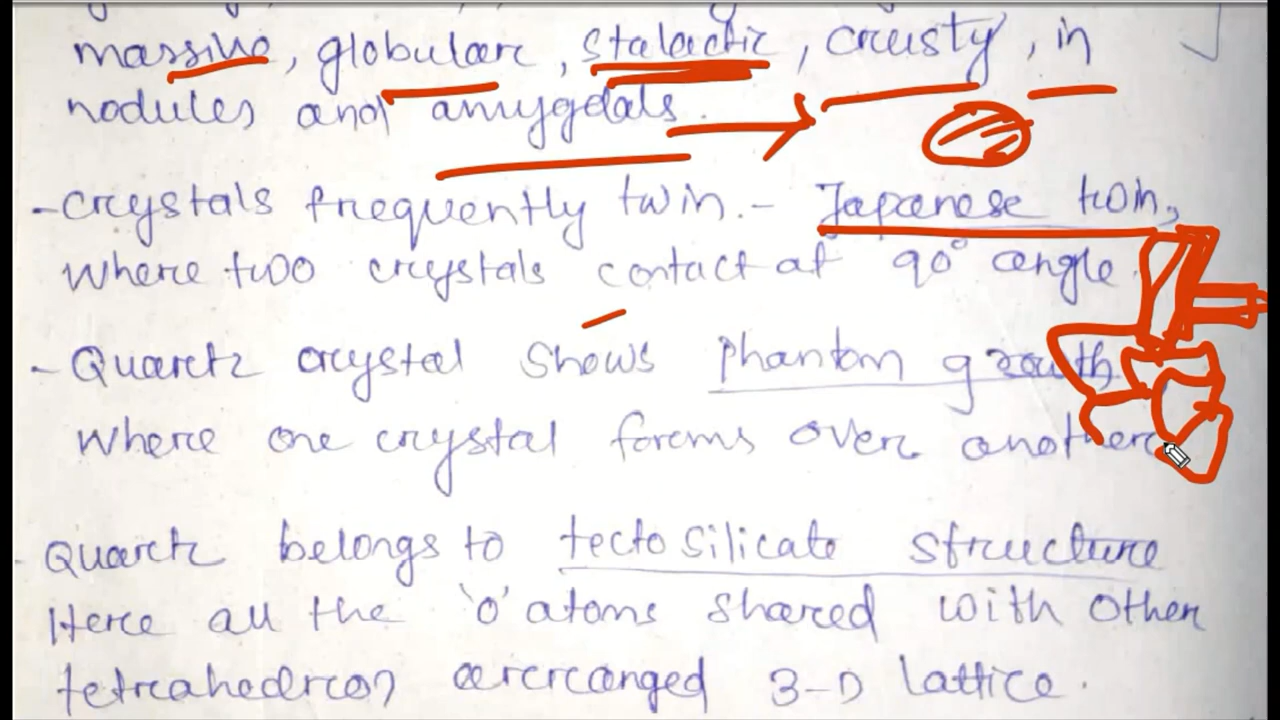 massive, globular, stalactic, crusty, in
nodules and amygdals.
- Crystals frequently twin. - Japanese twin,
where two crystals contact at 90° angle.
- Quartz crystal shows phantom growth
where one crystal forms over another
- Quartz belongs to tectosilicate structure
Here all the 'O' atoms shared with other
tetrahedron arranged 3-D lattice.